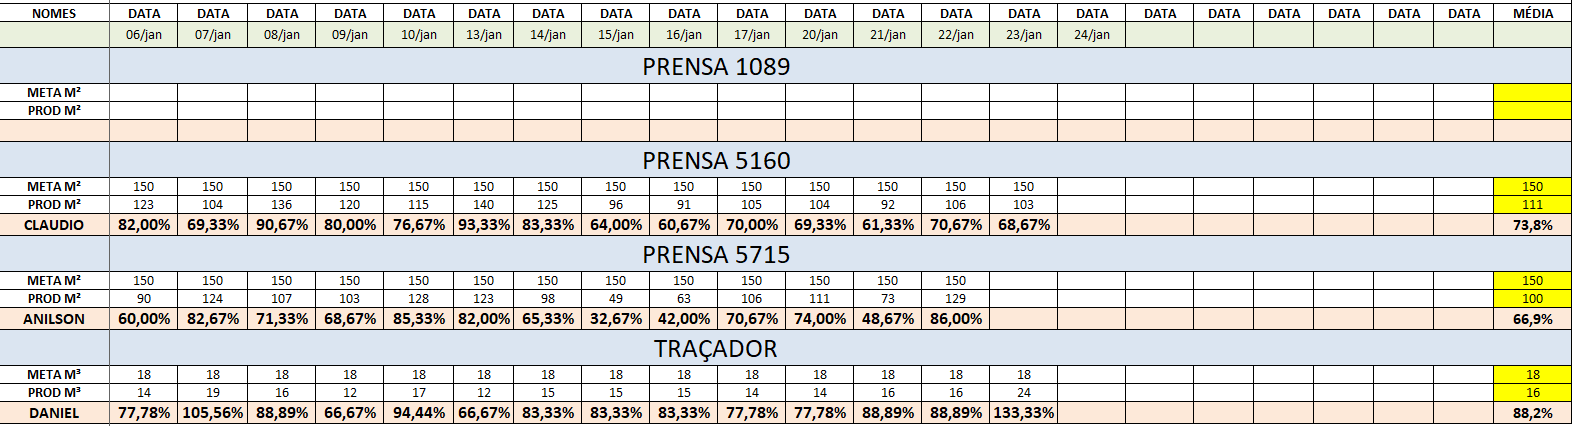 NOMES DATA DATA DATA DATA DATA DATA DATA DATA DATA DATA DATA DATA DATA DATA DATA DATA DATA DATA DATA DATA DATA MÉDIA
06/jan 07/jan 08/jan 09/jan 10/jan 13/jan 14/jan 15/jan 16/jan 17/jan 20/jan 21/jan 22/jan 23/jan 24/jan
PRENSA 1089
META M²
PROD M²
PRENSA 5160
META M² 150 150 150 150 150 150 150 150 150 150 150 150 150 150 150
PROD M² 123 104 136 120 115 140 125 96 91 105 104 92 106 103 111
CLAUDIO 82,00% 69,33% 90,67% 80,00% 76,67% 93,33% 83,33% 64,00% 60,67% 70,00% 69,33% 61,33% 70,67% 68,67% 73,8%
PRENSA 5715
META M² 150 150 150 150 150 150 150 150 150 150 150 150 150 150
PROD M² 90 124 107 103 128 123 98 49 63 106 111 73 129 100
ANILSON 60,00% 82,67% 71,33% 68,67% 85,33% 82,00% 65,33% 32,67% 42,00% 70,67% 74,00% 48,67% 86,00% 66,9%
TRAÇADOR
META M³ 18 18 18 18 18 18 18 18 18 18 18 18 18 18 18
PROD M³ 14 19 16 12 17 12 15 15 15 14 14 16 16 24 16
DANIEL 77,78% 105,56% 88,89% 66,67% 94,44% 66,67% 83,33% 83,33% 83,33% 77,78% 77,78% 88,89% 88,89% 133,33% 88,2%